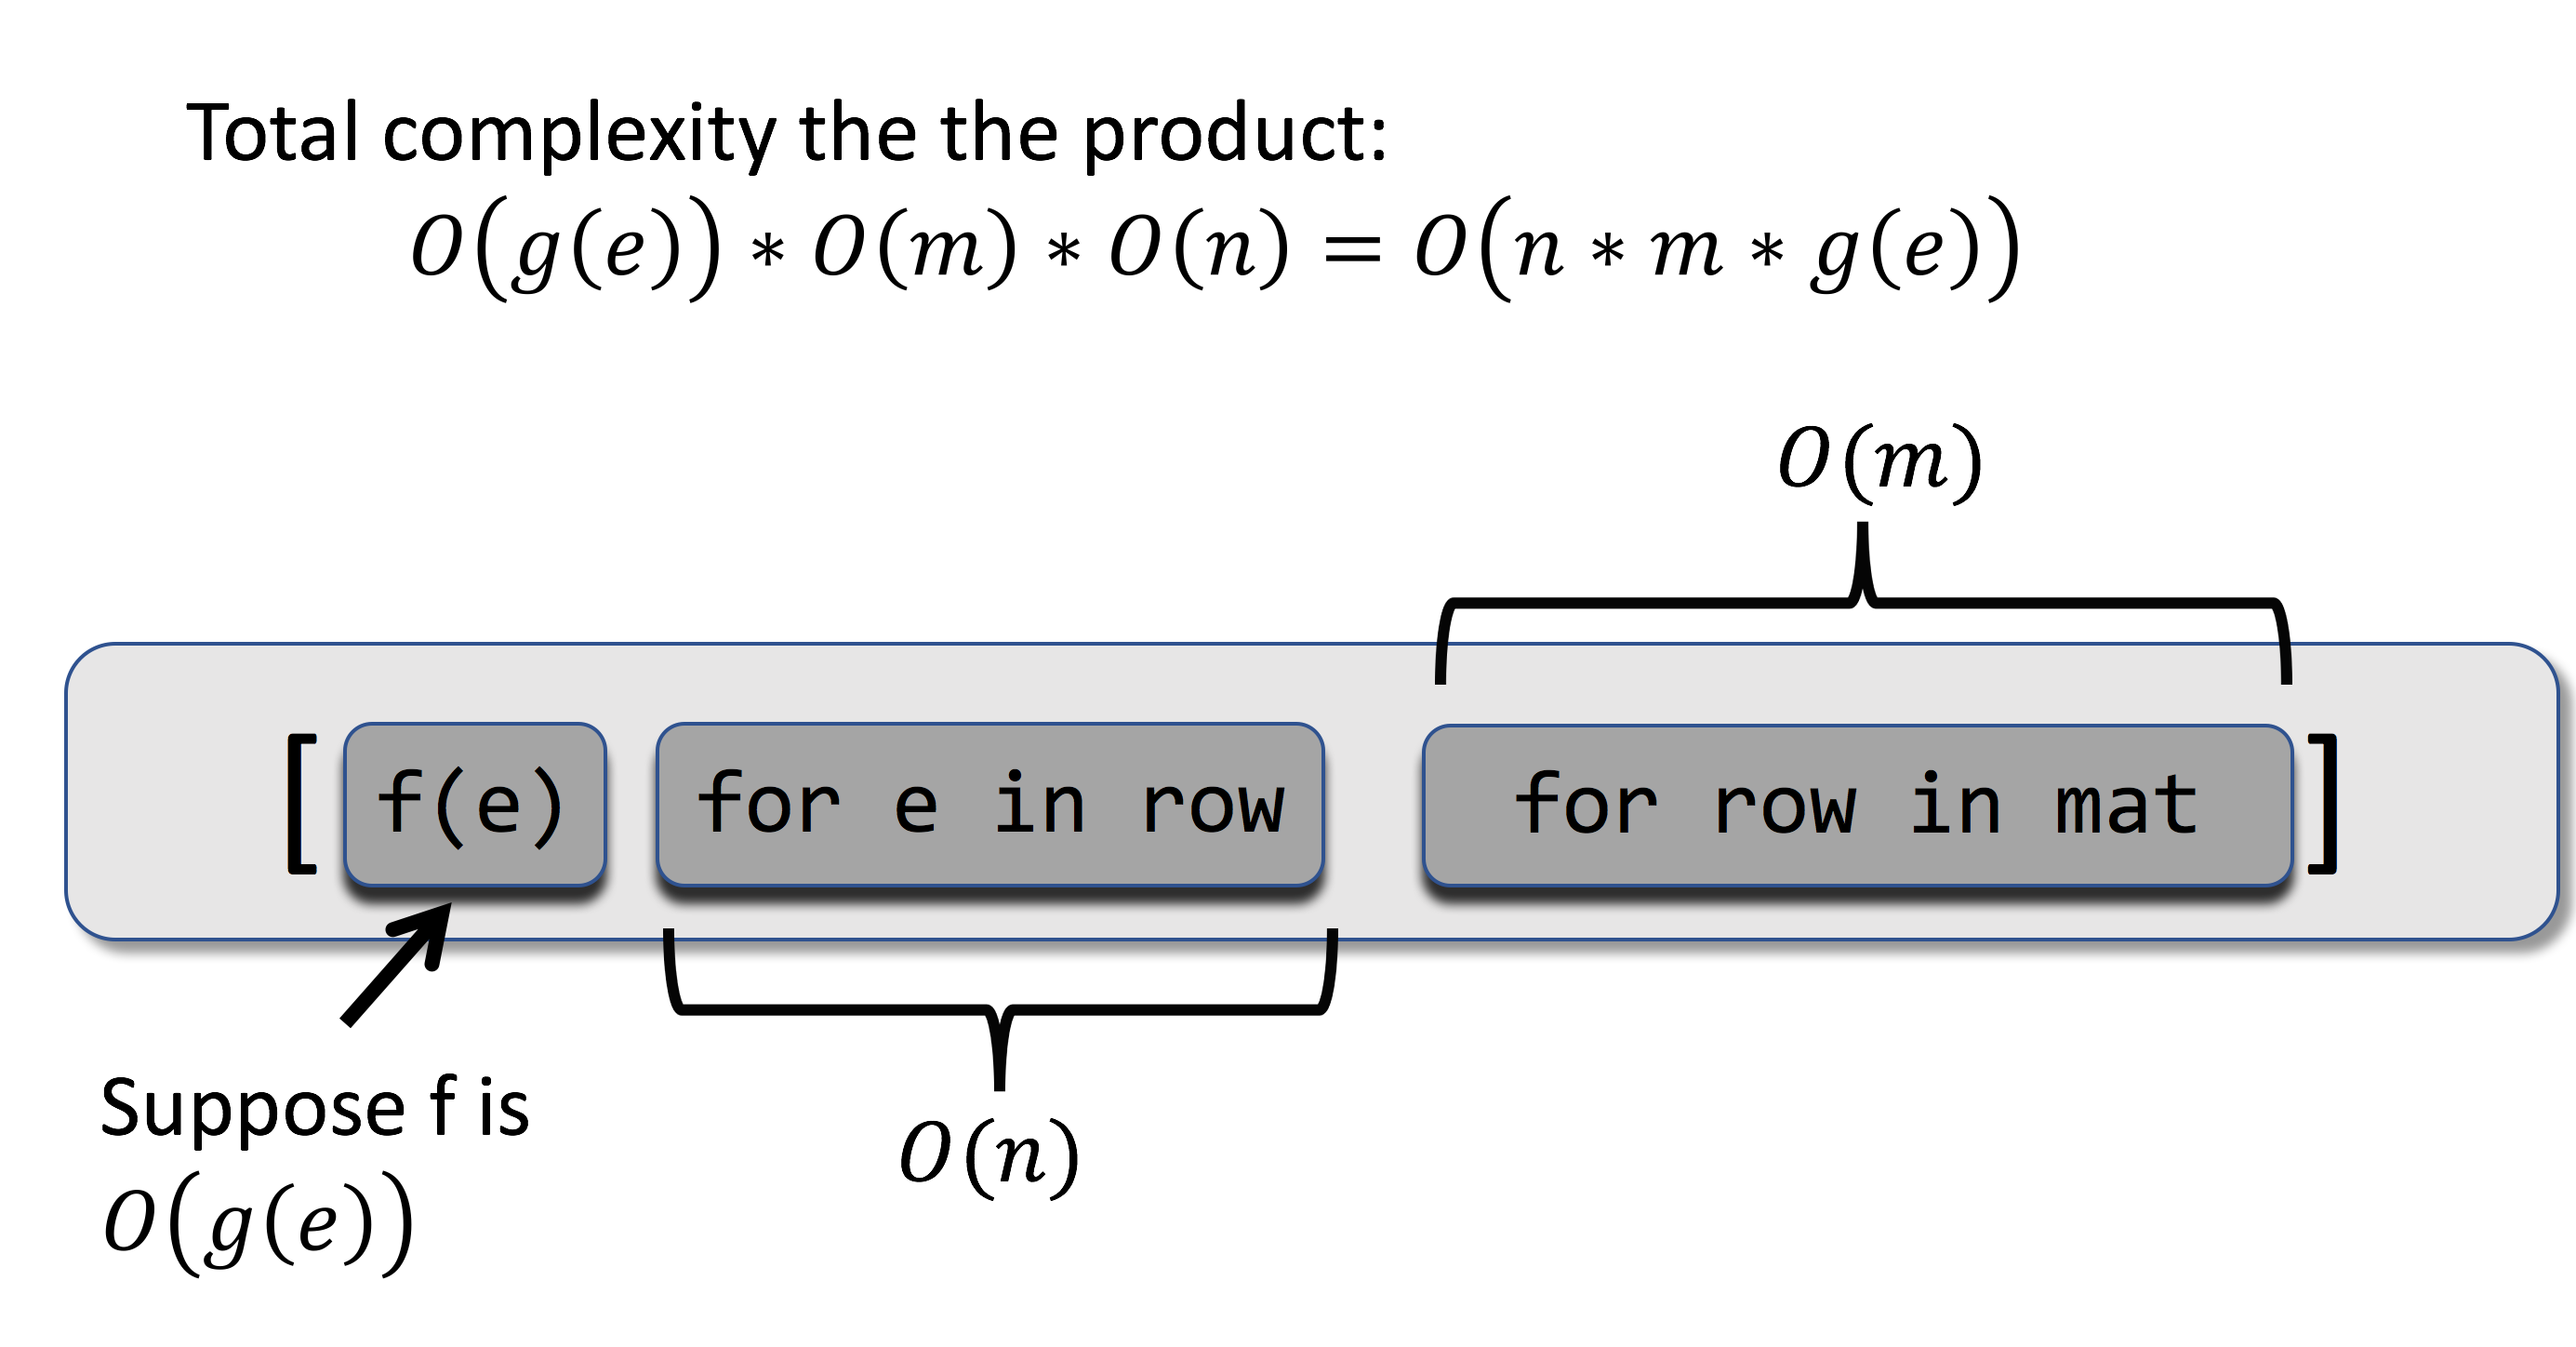 Total complexity the the product:
O(g(e)) * O(m) * O(n) = O(n * m * g(e))
O(m)
[ f(e) for e in row for row in mat ]
Suppose f is
O(g(e))
O(n)